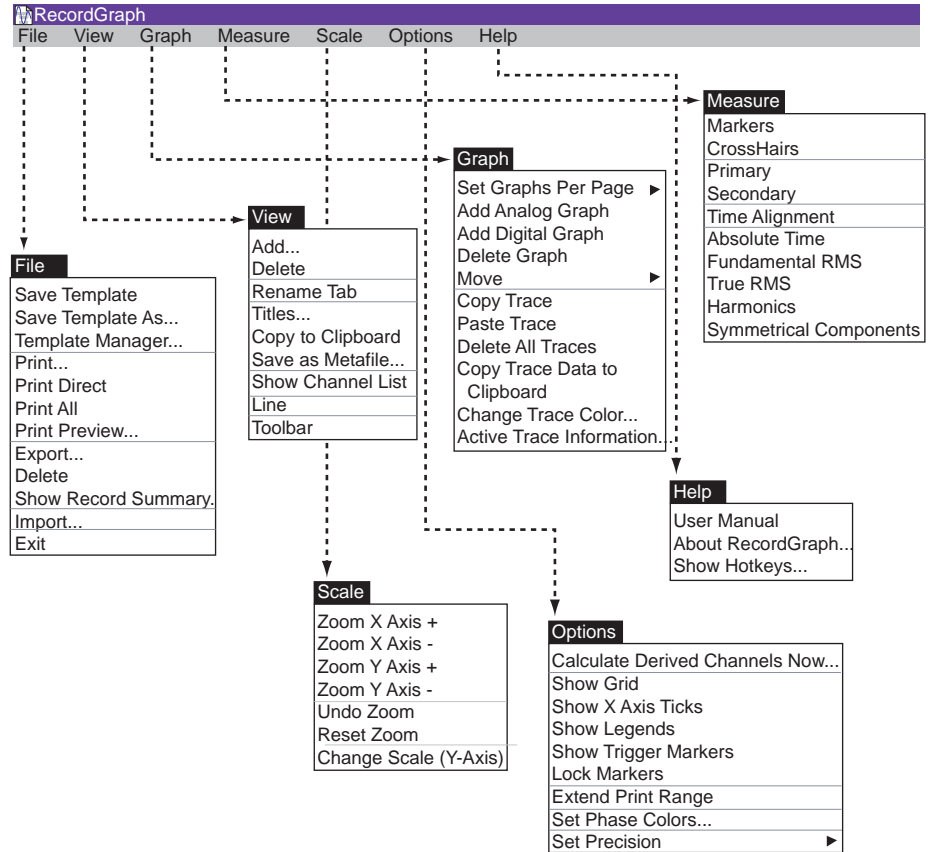 RecordGraph
File View Graph Measure Scale Options Help
Measure
Markers
CrossHairs
Primary
Secondary
Time Alignment
Absolute Time
Fundamental RMS
True RMS
Harmonics
Symmetrical Components
Graph
Set Graphs Per Page
Add Analog Graph
Add Digital Graph
Delete Graph
Move
Copy Trace
Paste Trace
Delete All Traces
Copy Trace Data to
Clipboard
Change Trace Color...
Active Trace Information...
View
Add...
Delete
Rename Tab
Titles...
Copy to Clipboard
Save as Metafile...
Show Channel List
Line
Toolbar
File
Save Template
Save Template As...
Template Manager...
Print...
Print Direct
Print All
Print Preview...
Export...
Delete
Show Record Summary.
Import...
Exit
Help
User Manual
About RecordGraph...
Show Hotkeys...
Scale
Zoom X Axis +
Zoom X Axis -
Zoom Y Axis +
Zoom Y Axis -
Undo Zoom
Reset Zoom
Change Scale (Y-Axis)
Options
Calculate Derived Channels Now...
Show Grid
Show X Axis Ticks
Show Legends
Show Trigger Markers
Lock Markers
Extend Print Range
Set Phase Colors...
Set Precision